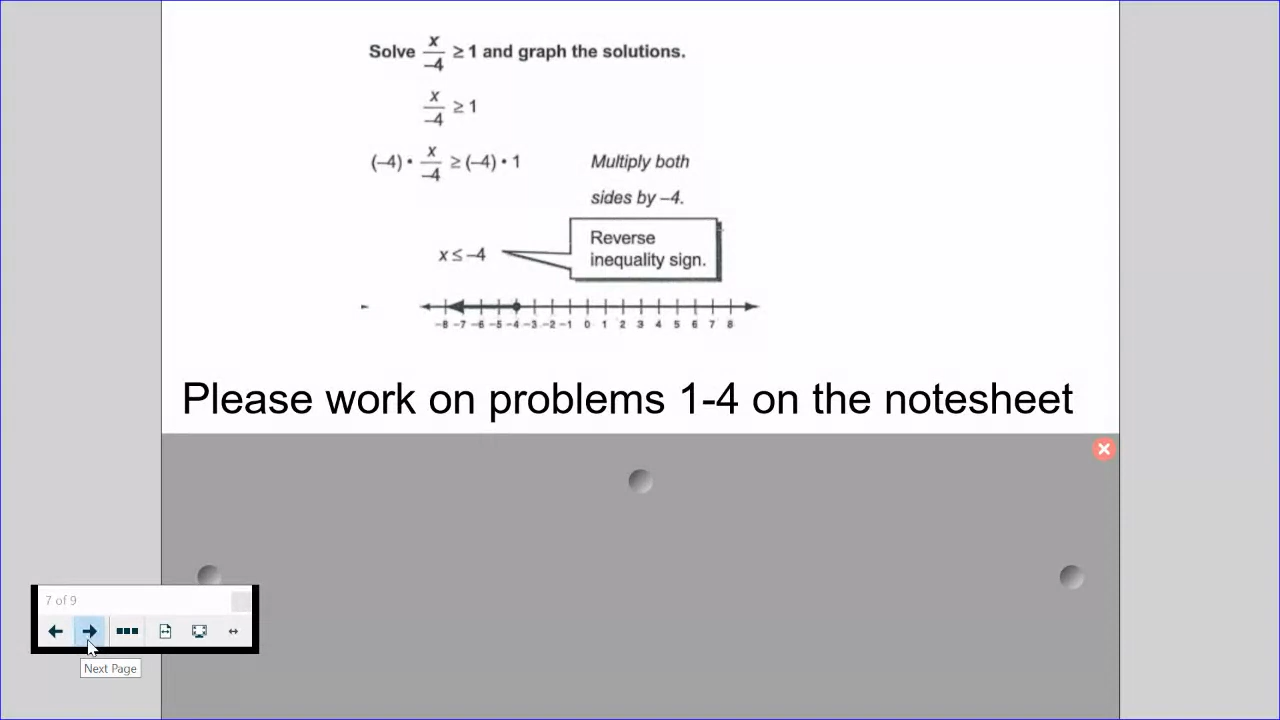 Solve x/−4 ≥ 1 and graph the solutions.
x/−4 ≥ 1
(−4) • x/−4 ≥ (−4) • 1 Multiply both
sides by −4.
Reverse
x ≤ −4 inequality sign.
−8 −7 −6 −5 −4 −3 −2 −1 0 1 2 3 4 5 6 7 8
Please work on problems 1-4 on the notesheet
7 of 9
Next Page